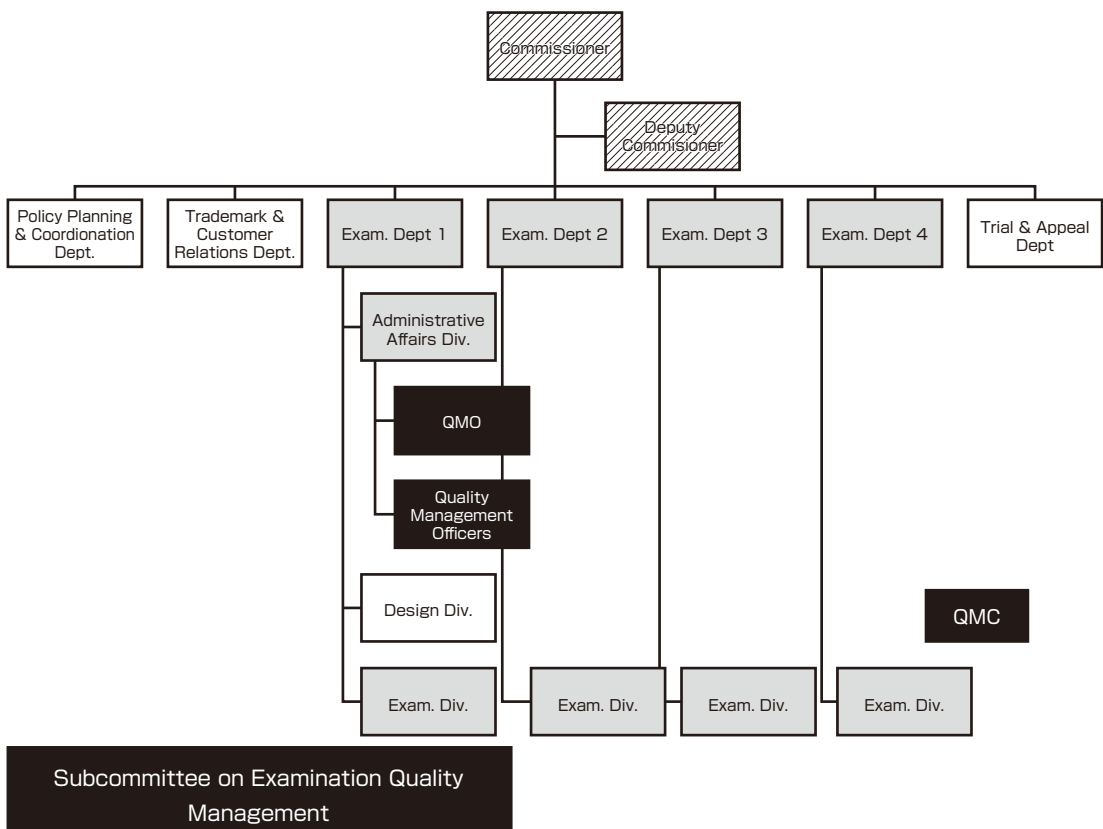 Commissioner
Deputy
Commisioner
Policy Planning
& Coordionation
Dept.
Trademark &
Customer
Relations Dept.
Exam. Dept 1
Exam. Dept 2
Exam. Dept 3
Exam. Dept 4
Trial & Appeal
Dept
Administrative
Affairs Div.
QMO
Quality
Management
Officers
Design Div.
QMC
Exam. Div.
Exam. Div.
Exam. Div.
Exam. Div.
Subcommittee on Examination Quality
Management